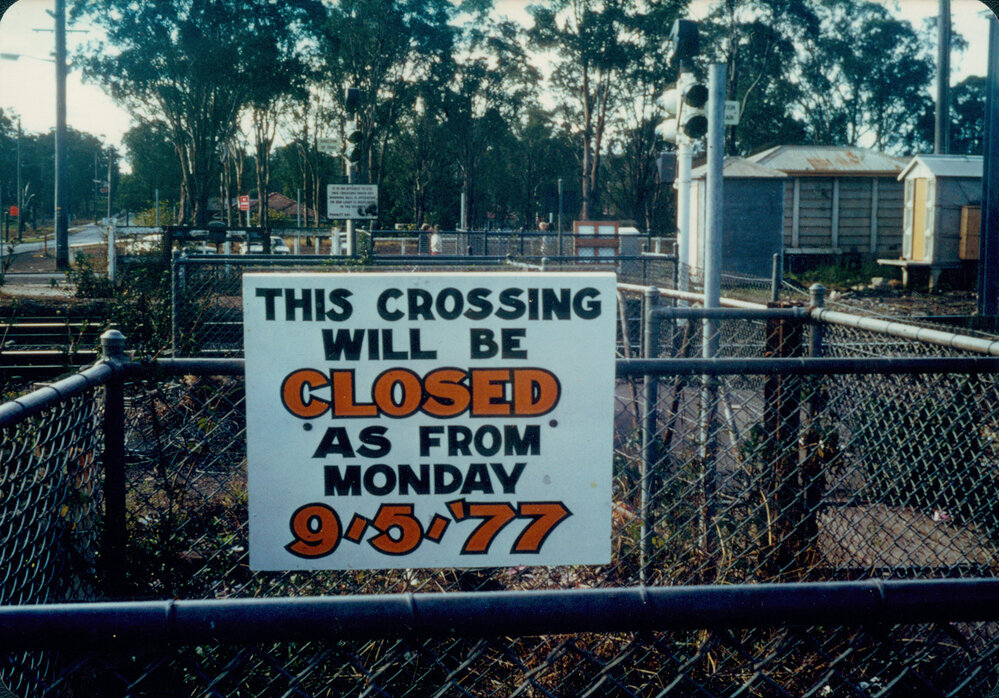 THIS CROSSING
WILL BE
CLOSED
AS FROM
MONDAY
9.5.'77